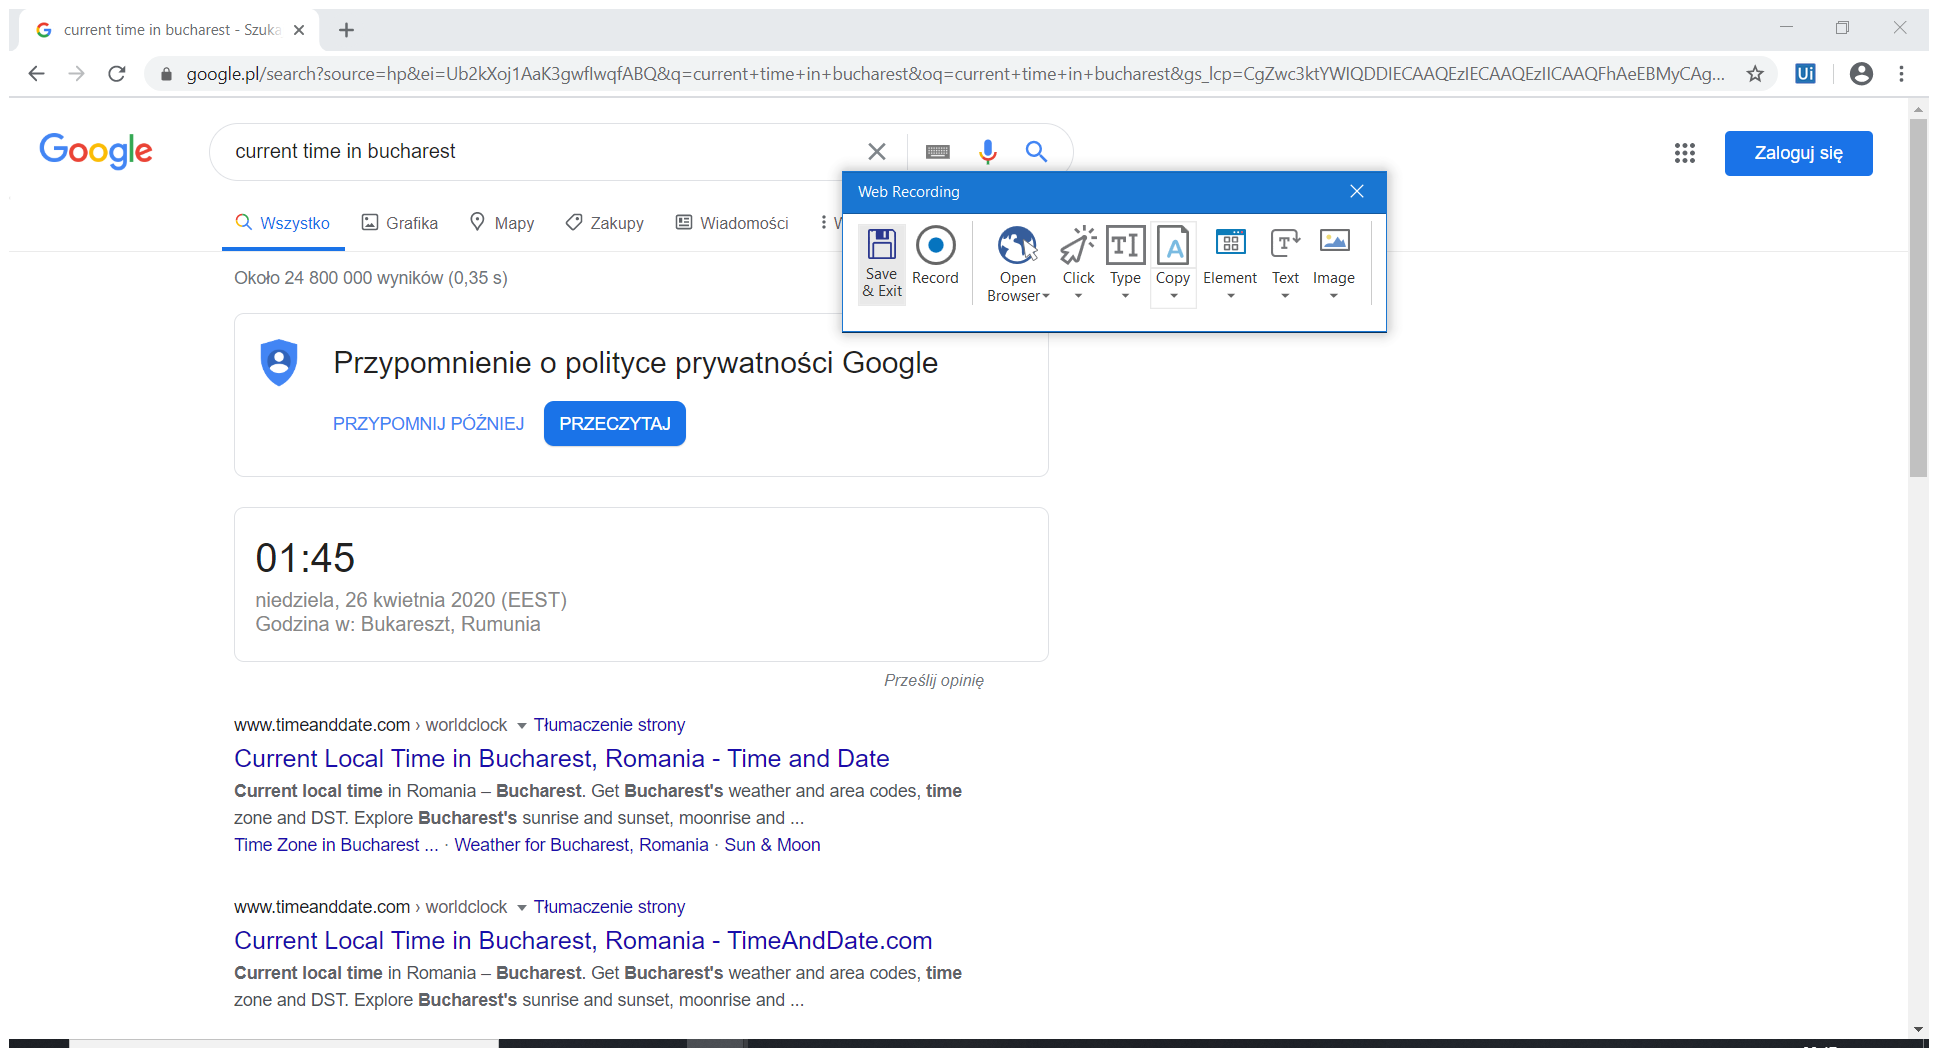 current time in bucharest - Szuka
google.pl/search?source=hp&ei=Ub2kXoj1AaK3gwfIwqfABQ&q=current+time+in+bucharest&oq=current+time+in+bucharest&gs_lcp=CgZwc3ktYWIQDDIECAAQEzIECAAQEzIICAAQFhAeEBMyCAg...
Ui
Google
current time in bucharest
Zaloguj się
Web Recording
Wszystko Grafika Mapy Zakupy Wiadomości
Save & Exit
Record
Open Browser
Click
Type
Copy
Element
Text
Image
Około 24 800 000 wyników (0,35 s)
Przypomnienie o polityce prywatności Google
PRZYPOMNIJ PÓŹNIEJ PRZECZYTAJ
01:45
niedziela, 26 kwietnia 2020 (EEST)
Godzina w: Bukareszt, Rumunia
Prześlij opinię
www.timeanddate.com › worldclock Tłumaczenie strony
Current Local Time in Bucharest, Romania - Time and Date
Current local time in Romania – Bucharest. Get Bucharest's weather and area codes, time
zone and DST. Explore Bucharest's sunrise and sunset, moonrise and ...
Time Zone in Bucharest ... · Weather for Bucharest, Romania · Sun & Moon
www.timeanddate.com › worldclock Tłumaczenie strony
Current Local Time in Bucharest, Romania - TimeAndDate.com
Current local time in Romania – Bucharest. Get Bucharest's weather and area codes, time
zone and DST. Explore Bucharest's sunrise and sunset, moonrise and ...